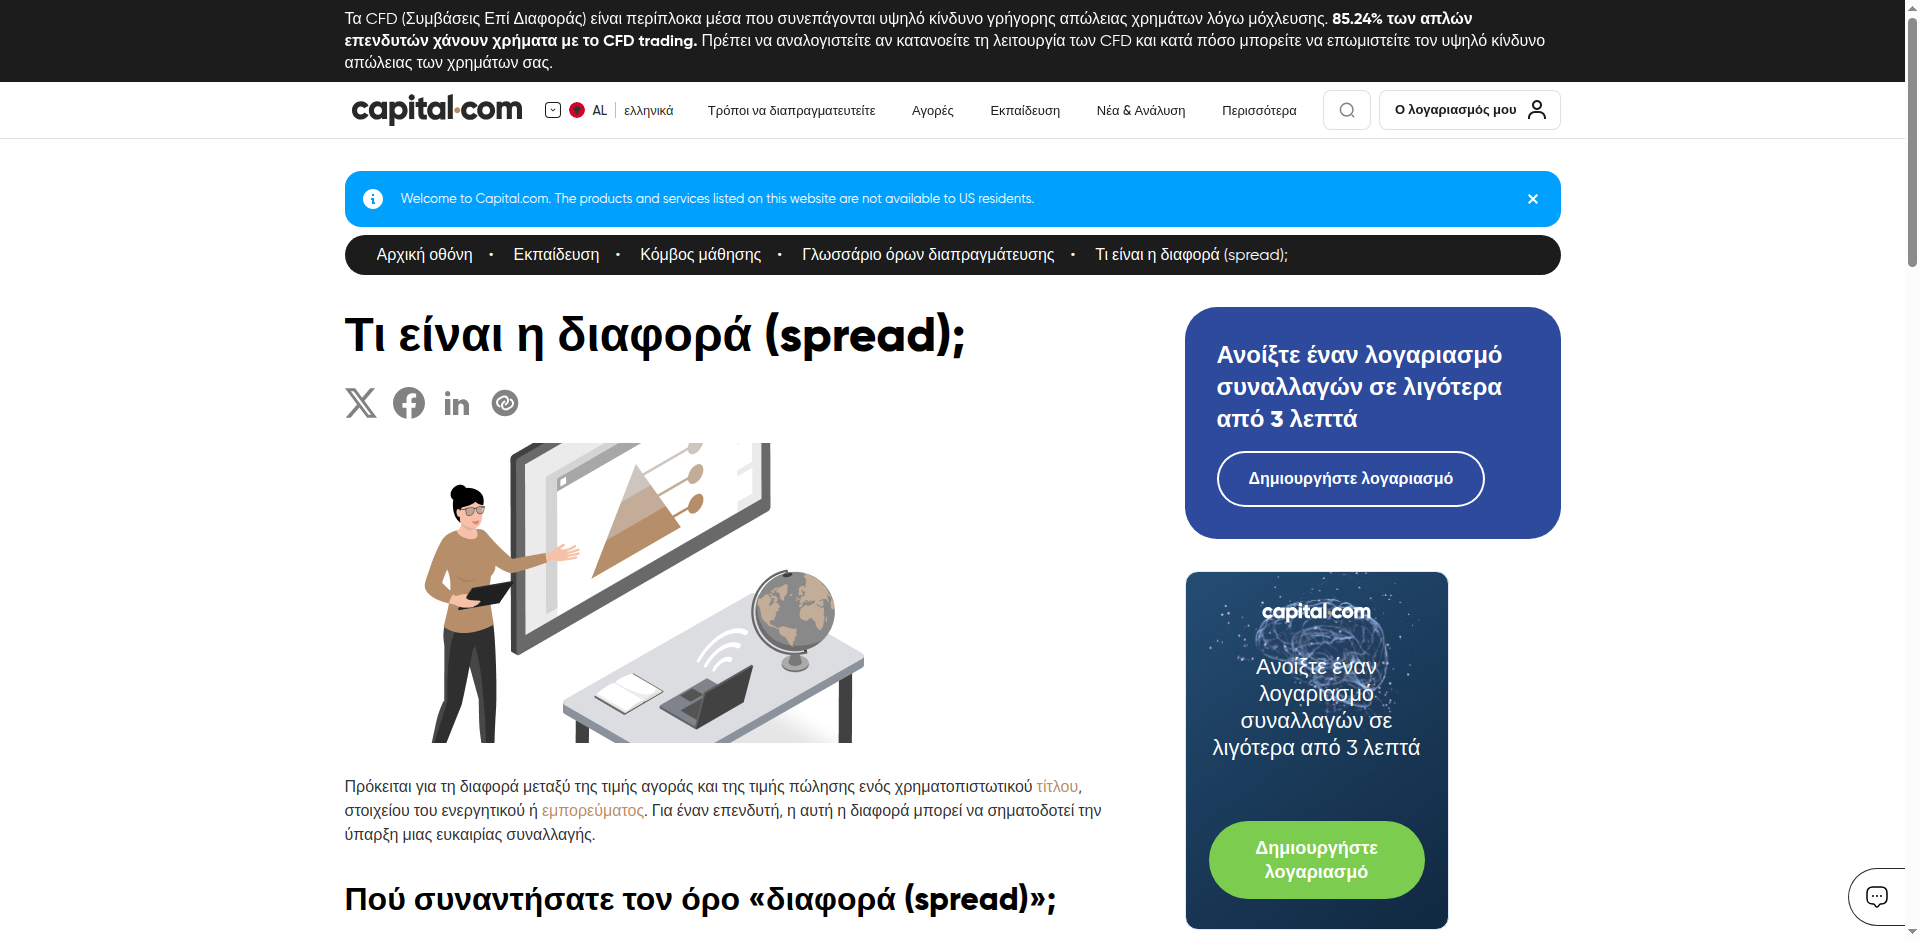 Τα CFD (Συμβάσεις Επί Διαφοράς) είναι περίπλοκα μέσα που συνεπάγονται υψηλό κίνδυνο γρήγορης απώλειας χρημάτων λόγω μόχλευσης. 85.24% των απλών
επενδυτών χάνουν χρήματα με το CFD trading. Πρέπει να αναλογιστείτε αν κατανοείτε τη λειτουργία των CFD και κατά πόσο μπορείτε να επωμιστείτε τον υψηλό κίνδυνο
απώλειας των χρημάτων σας.
capital.com
AL
ελληνικά
Τρόποι να διαπραγματευτείτε
Αγορές
Εκπαίδευση
Νέα & Ανάλυση
Περισσότερα
Ο λογαριασμός μου
Welcome to Capital.com. The products and services listed on this website are not available to US residents.
Αρχική οθόνη • Εκπαίδευση • Κόμβος μάθησης • Γλωσσάριο όρων διαπραγμάτευσης • Τι είναι η διαφορά (spread);
Τι είναι η διαφορά (spread);
Πρόκειται για τη διαφορά μεταξύ της τιμής αγοράς και της τιμής πώλησης ενός χρηματοπιστωτικού τίτλου,
στοιχείου του ενεργητικού ή εμπορεύματος. Για έναν επενδυτή, η αυτή η διαφορά μπορεί να σηματοδοτεί την
ύπαρξη μιας ευκαιρίας συναλλαγής.
Πού συναντήσατε τον όρο «διαφορά (spread)»;
Ανοίξτε έναν λογαριασμό
συναλλαγών σε λιγότερα
από 3 λεπτά
Δημιουργήστε λογαριασμό
capital.com
Ανοίξτε έναν
λογαριασμό
συναλλαγών σε
λιγότερα από 3 λεπτά
Δημιουργήστε
λογαριασμό